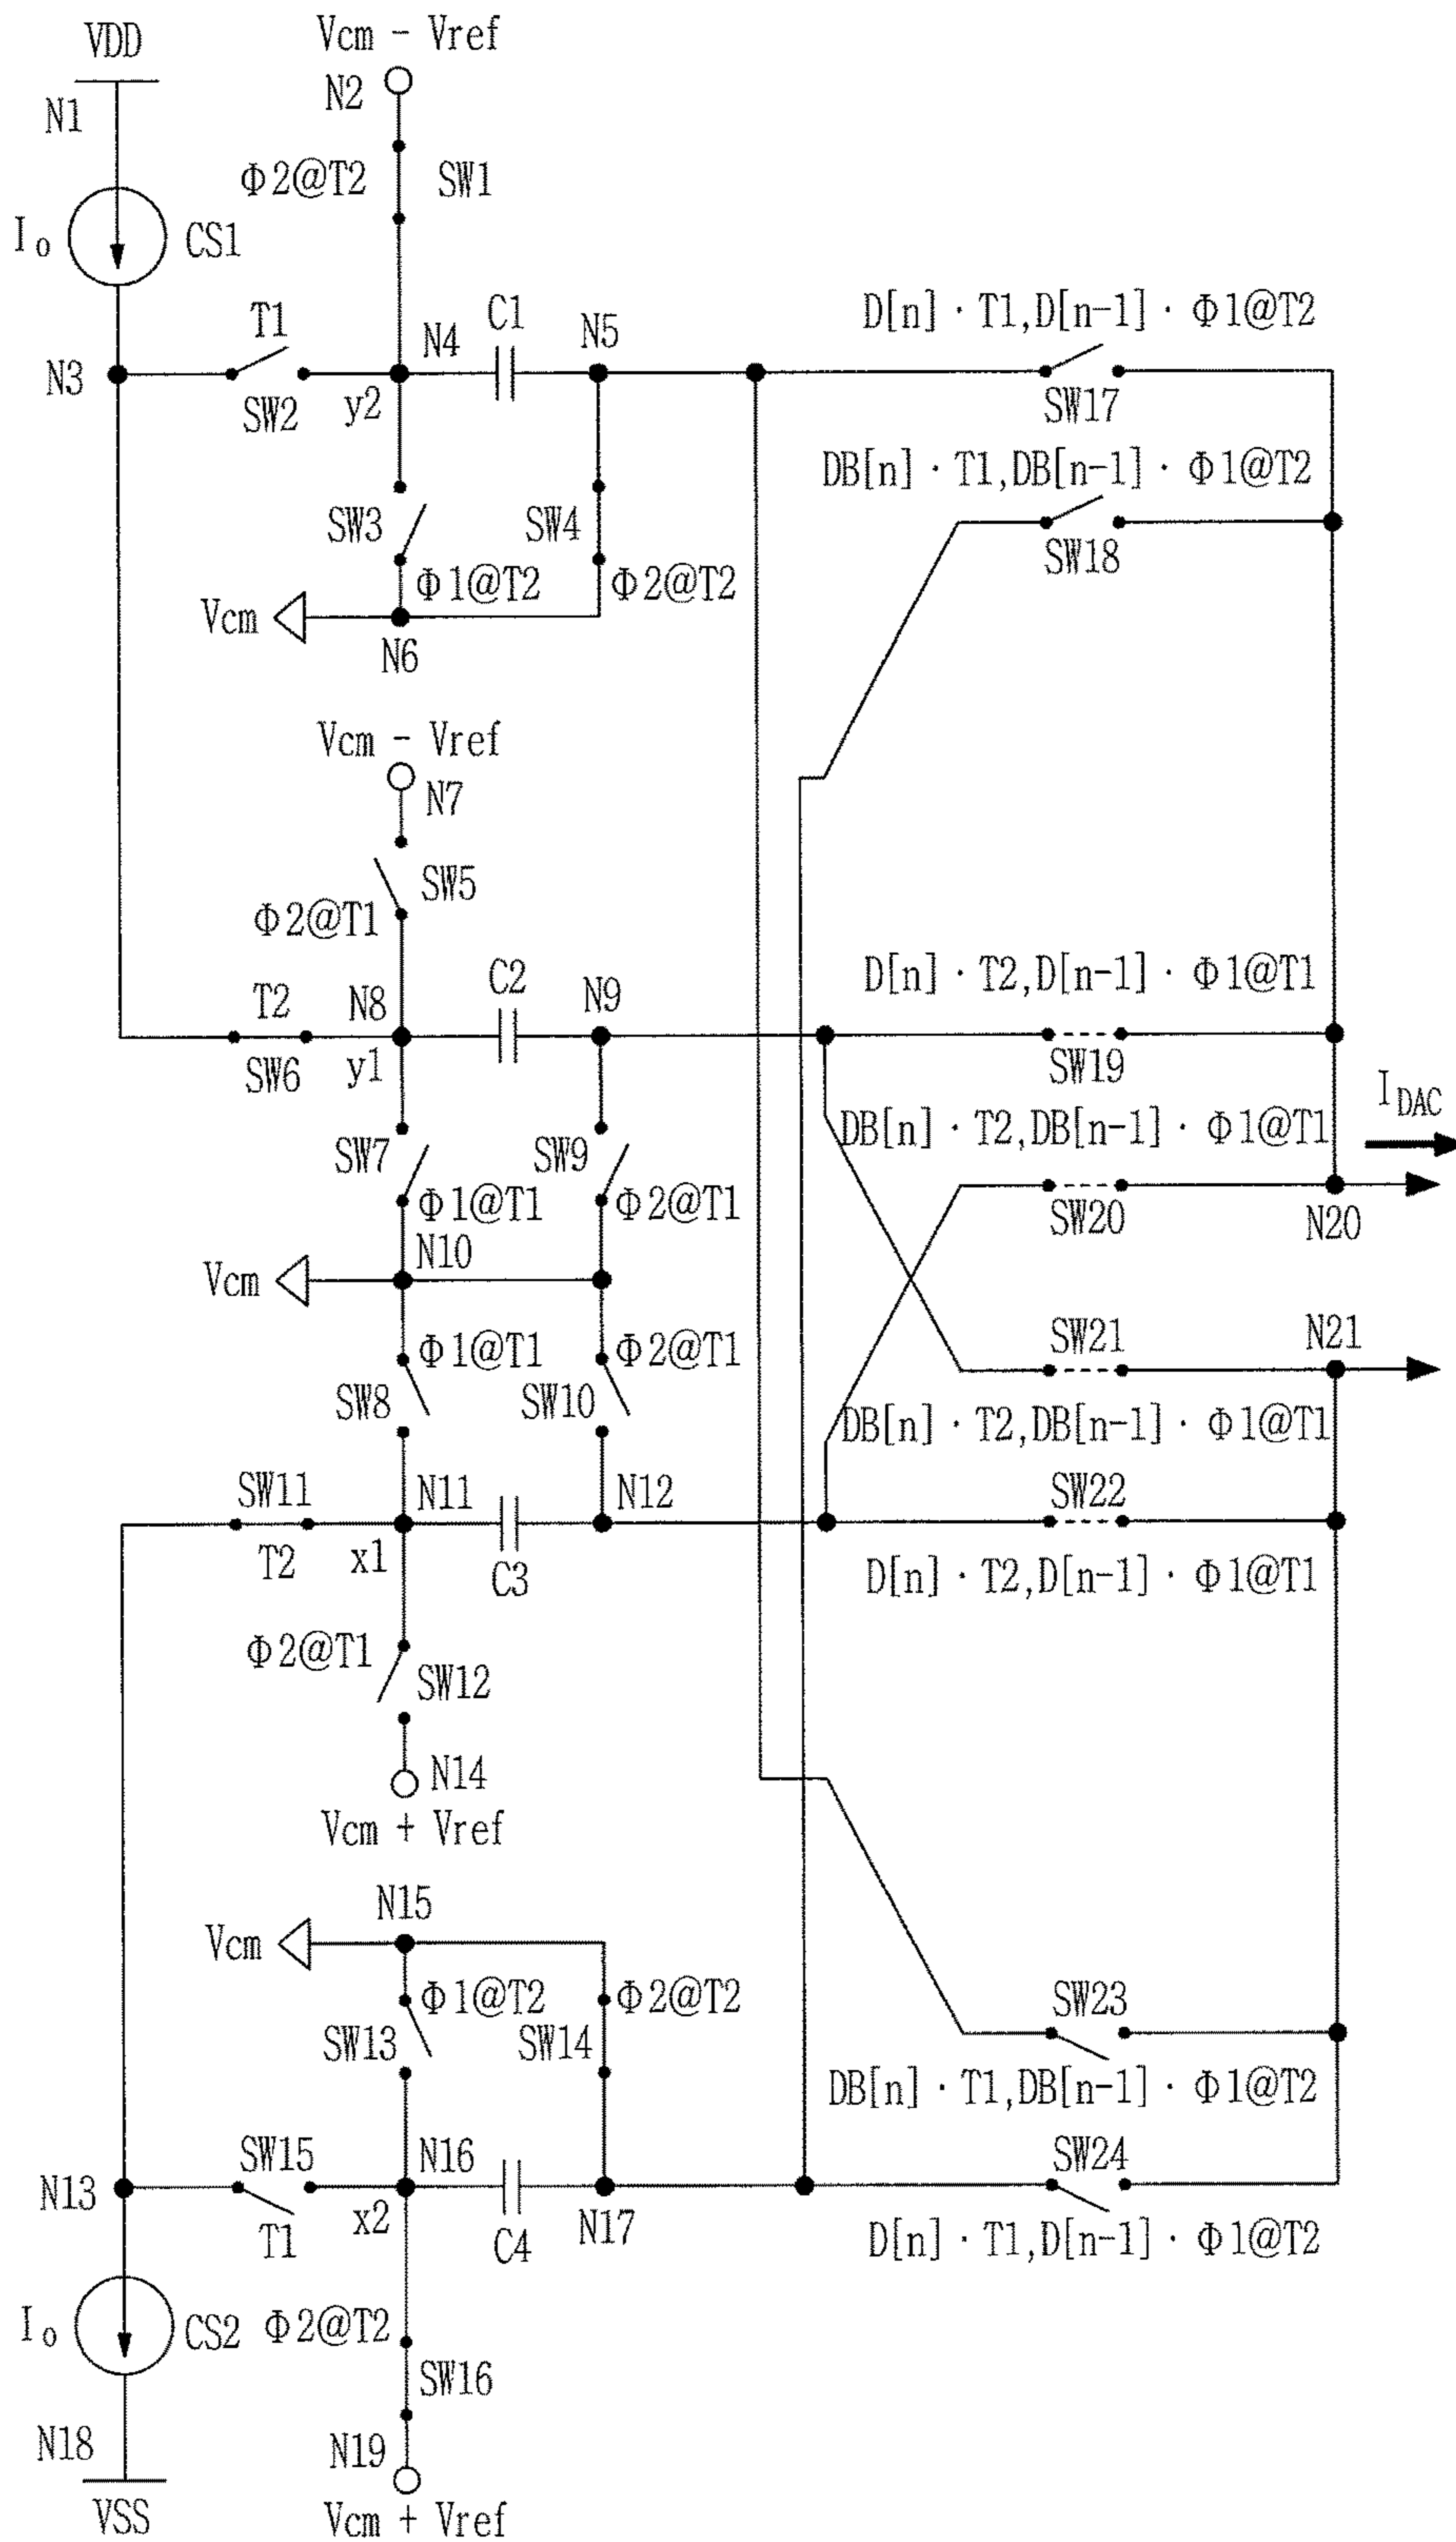 VDD
Vcm - Vref
N1
N2
Φ2@T2
SW1
Io
CS1
T1
N4
C1
N5
D[n] · T1,D[n-1] · Φ1@T2
N3
SW2
y2
SW17
DB[n] · T1,DB[n-1] · Φ1@T2
SW3
SW4
SW18
Φ1@T2
Φ2@T2
Vcm
N6
Vcm - Vref
N7
SW5
Φ2@T1
T2
N8
C2
N9
D[n] · T2,D[n-1] · Φ1@T1
SW6
y1
SW19
IDAC
DB[n] · T2,DB[n-1] · Φ1@T1
SW7
SW9
Φ1@T1
Φ2@T1
SW20
N20
N10
Vcm
Φ1@T1
Φ2@T1
SW21
N21
SW8
SW10
DB[n] · T2,DB[n-1] · Φ1@T1
SW11
N11
N12
SW22
T2
x1
C3
D[n] · T2,D[n-1] · Φ1@T1
Φ2@T1
SW12
N14
Vcm + Vref
N15
Vcm
Φ1@T2
Φ2@T2
SW23
SW13
SW14
DB[n] · T1,DB[n-1] · Φ1@T2
SW15
N16
SW24
N13
x2
N17
T1
C4
D[n] · T1,D[n-1] · Φ1@T2
Io
CS2
Φ2@T2
SW16
N18
N19
VSS
Vcm + Vref